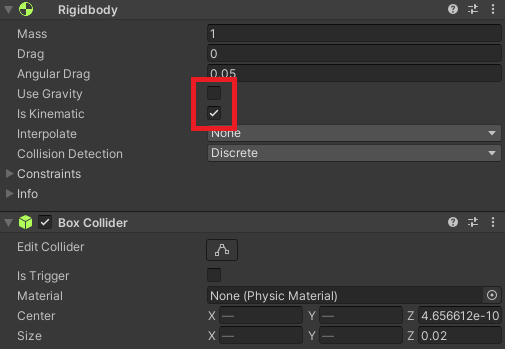 Rigidbody
Mass 1
Drag 0
Angular Drag 0.05
Use Gravity
Is Kinematic
Interpolate None
Collision Detection Discrete
Constraints
Info
Box Collider
Edit Collider
Is Trigger
Material None (Physic Material)
Center X — Y — Z 4.656612e-10
Size X — Y — Z 0.02